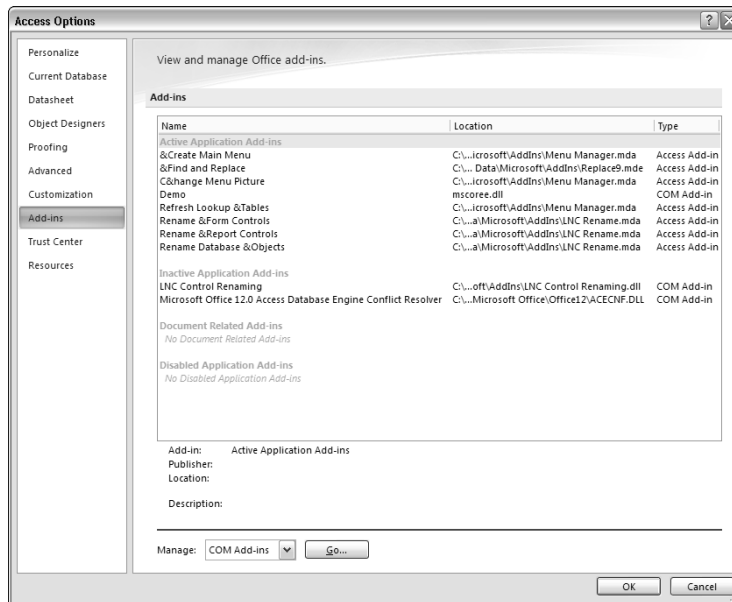 Access Options
Personalize
Current Database
Datasheet
Object Designers
Proofing
Advanced
Customization
Add-ins
Trust Center
Resources
View and manage Office add-ins.
Add-ins
Name Location Type
Active Application Add-ins
&Create Main Menu C:\...icrosoft\AddIns\Menu Manager.mda Access Add-in
&Find and Replace C:\... Data\Microsoft\AddIns\Replace9.mde Access Add-in
C&hange Menu Picture C:\...icrosoft\AddIns\Menu Manager.mda Access Add-in
Demo mscoree.dll COM Add-in
Refresh Lookup &Tables C:\...icrosoft\AddIns\Menu Manager.mda Access Add-in
Rename &Form Controls C:\...a\Microsoft\AddIns\LNC Rename.mda Access Add-in
Rename &Report Controls C:\...a\Microsoft\AddIns\LNC Rename.mda Access Add-in
Rename Database &Objects C:\...a\Microsoft\AddIns\LNC Rename.mda Access Add-in
Inactive Application Add-ins
LNC Control Renaming C:\...oft\AddIns\LNC Control Renaming.dll COM Add-in
Microsoft Office 12.0 Access Database Engine Conflict Resolver C:\...Microsoft Office\Office12\ACECNF.DLL COM Add-in
Document Related Add-ins
No Document Related Add-ins
Disabled Application Add-ins
No Disabled Application Add-ins
Add-in: Active Application Add-ins
Publisher:
Location:
Description:
Manage: COM Add-ins Go...
OK Cancel